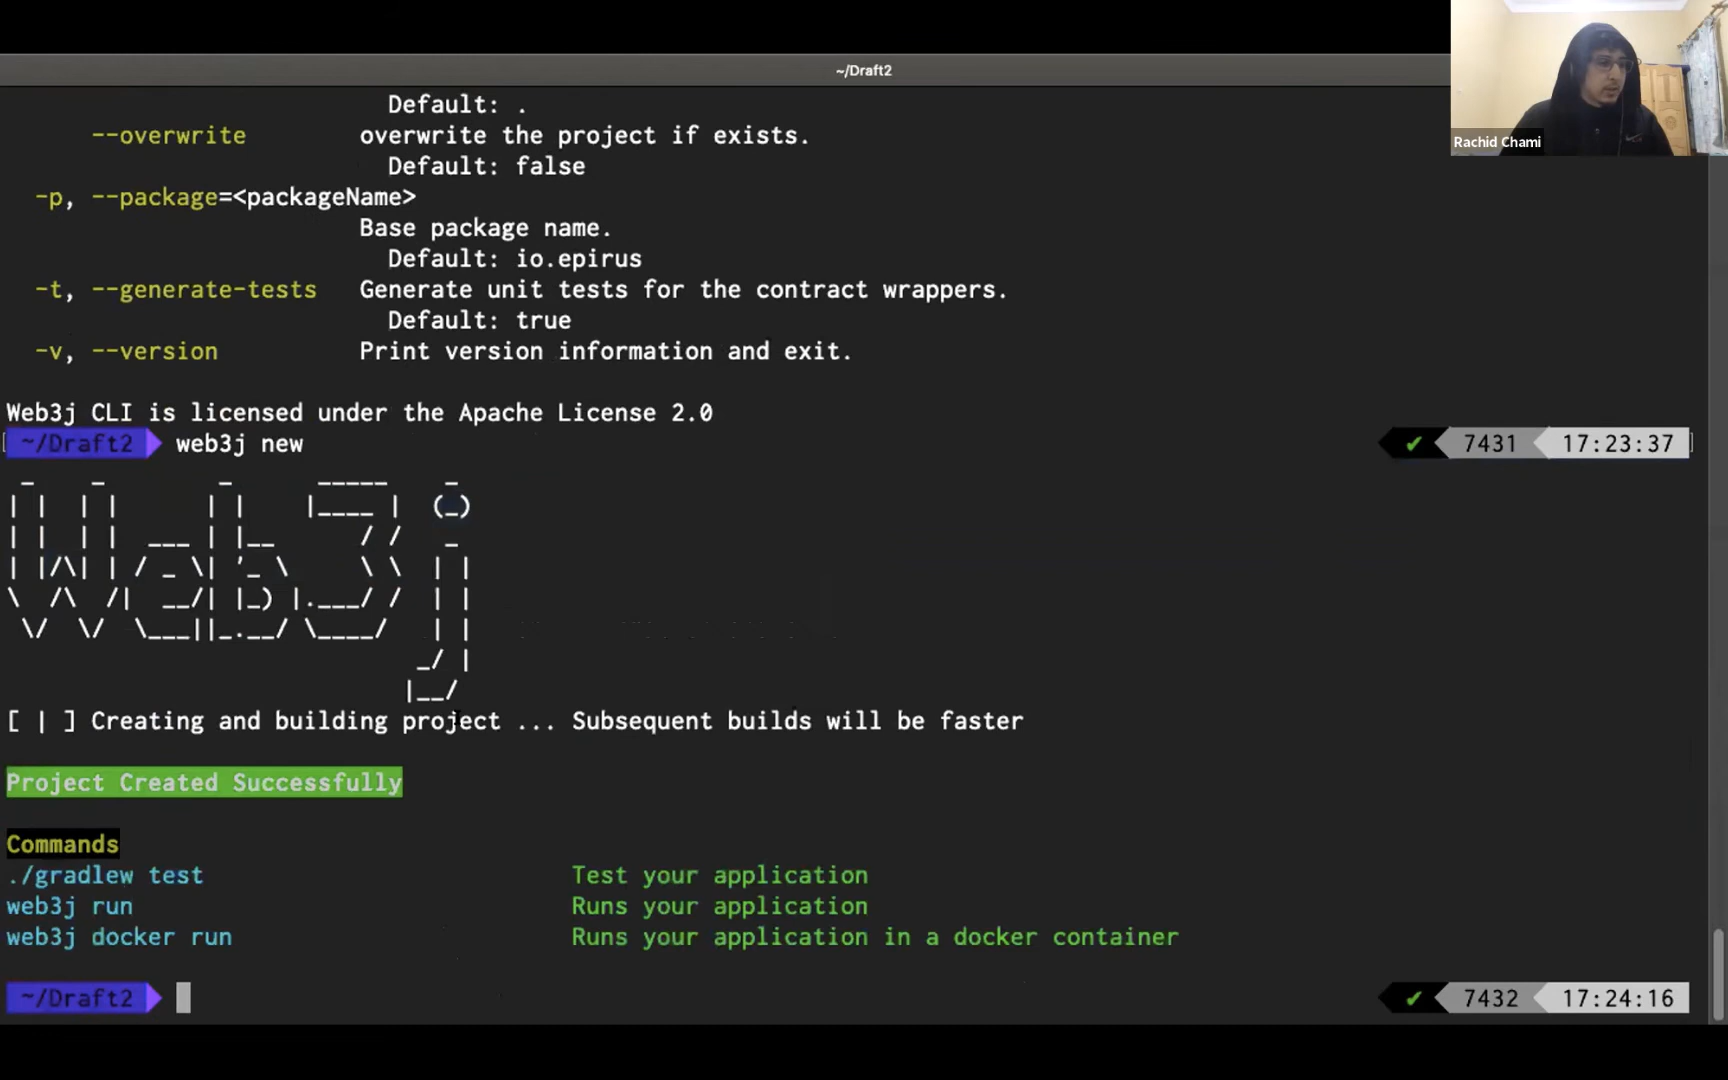 ~/Draft2
Rachid Chami
Default: .
--overwrite overwrite the project if exists.
Default: false
-p, --package=<packageName>
Base package name.
Default: io.epirus
-t, --generate-tests Generate unit tests for the contract wrappers.
Default: true
-v, --version Print version information and exit.
Web3j CLI is licensed under the Apache License 2.0
~/Draft2 web3j new ✔ 7431 17:23:37
Web3j
[ | ] Creating and building project ... Subsequent builds will be faster
Project Created Successfully
Commands
./gradlew test Test your application
web3j run Runs your application
web3j docker run Runs your application in a docker container
~/Draft2 ✔ 7432 17:24:16